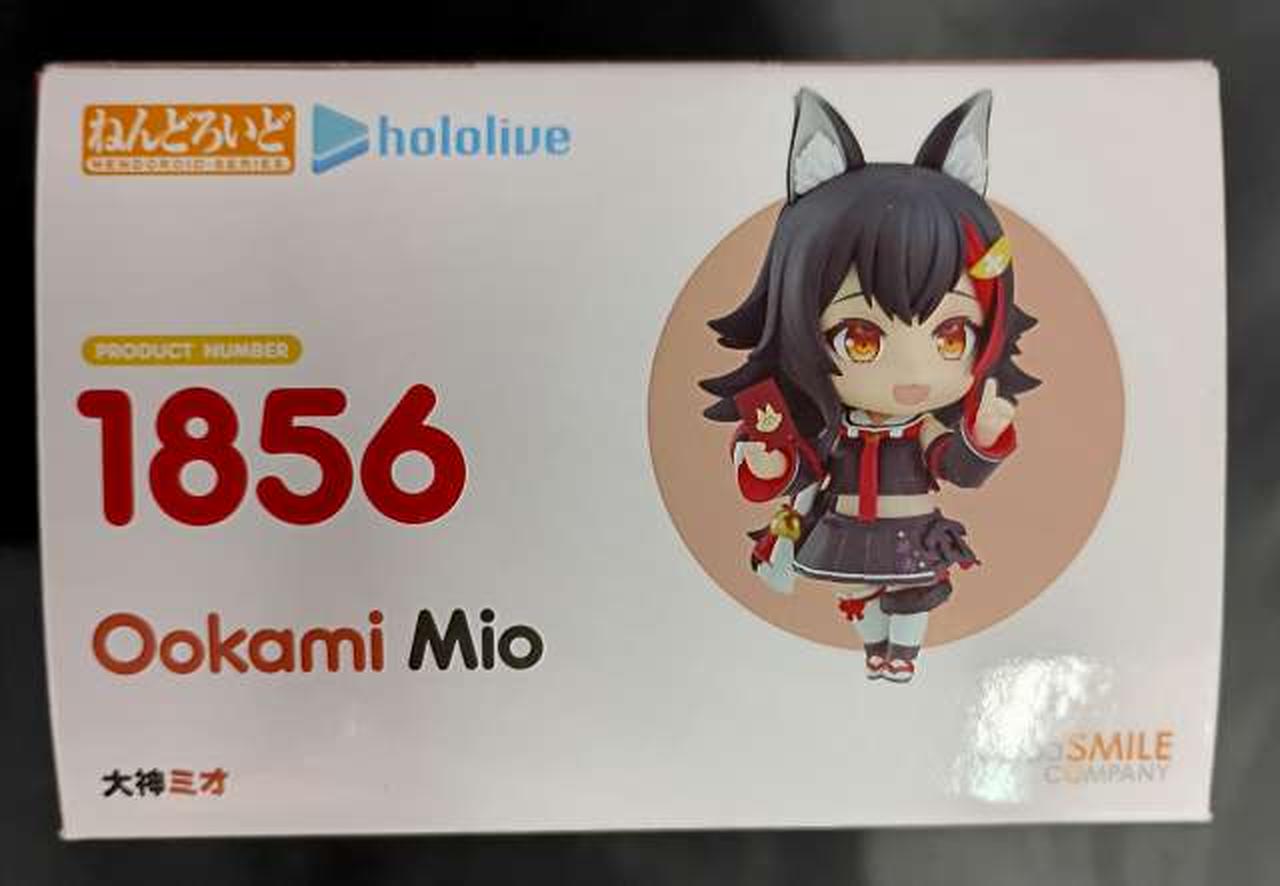 ねんどろいど
NENDOROID SERIES
hololive
PRODUCT NUMBER
1856
Ookami Mio
大神ミオ
SMILE
COMPANY